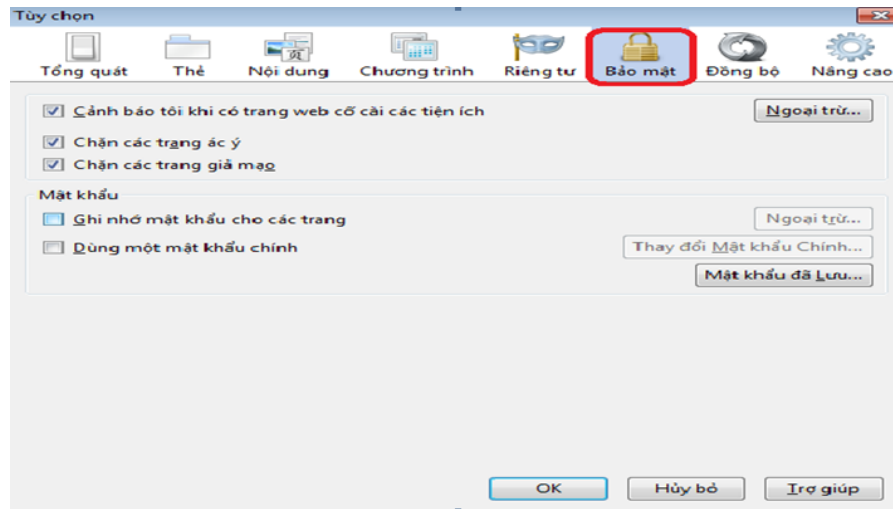 Tùy chọn
Tổng quát Thẻ Nội dung Chương trình Riêng tư Bảo mật Đồng bộ Nâng cao
Cảnh báo tôi khi có trang web cố cài các tiện ích Ngoại trừ...
Chặn các trang ác ý
Chặn các trang giả mạo
Mật khẩu
Ghi nhớ mật khẩu cho các trang Ngoại trừ...
Dùng một mật khẩu chính Thay đổi Mật khẩu Chính...
Mật khẩu đã Lưu...
OK Hủy bỏ Trợ giúp